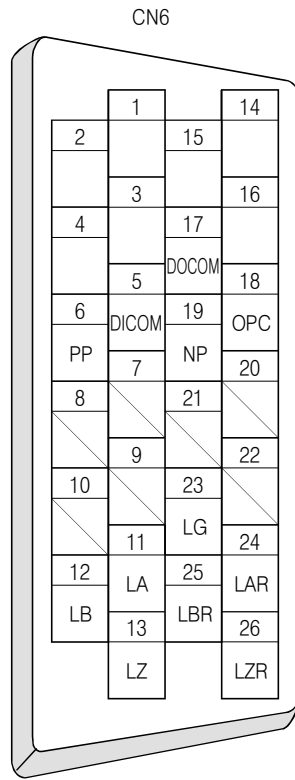 CN6
1 14
2 15
3 16
4 17
DOCOM
5 18
6 DICOM 19 OPC
PP 7 NP 20
8 21
9 22
10 23
LG
11 24
12 LA 25 LAR
LB 13 LBR 26
LZ LZR